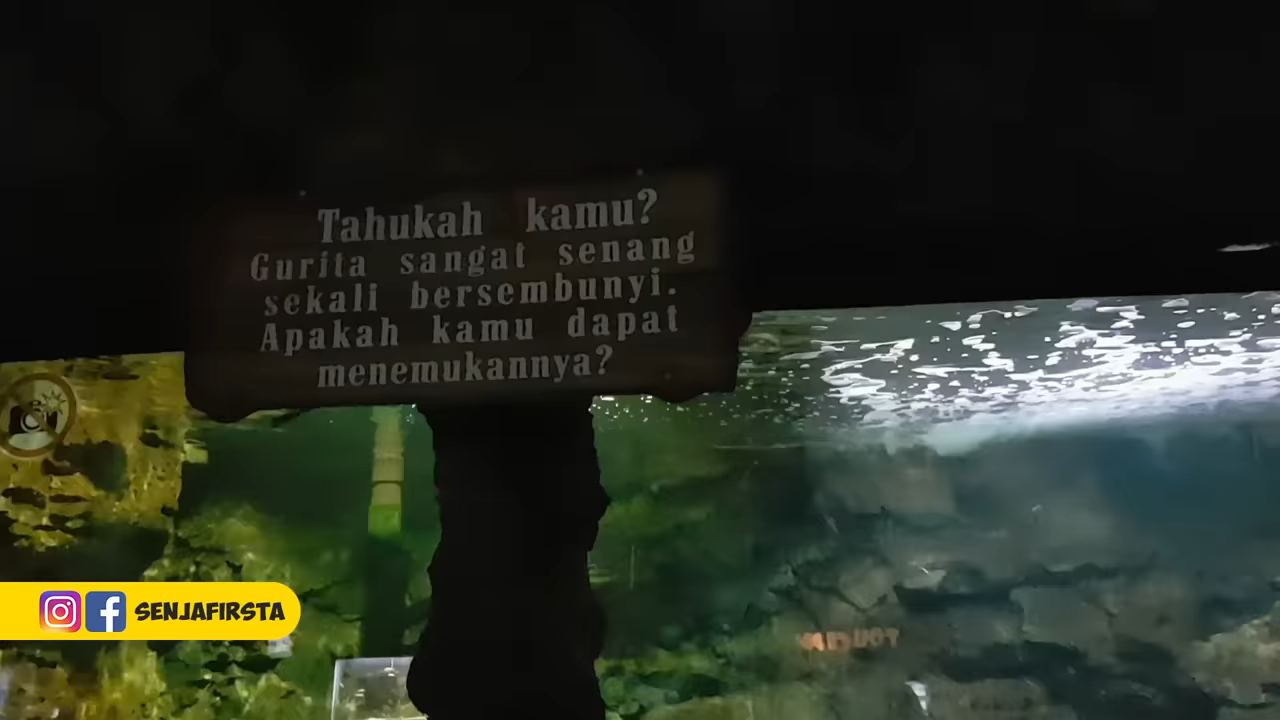 Tahukah kamu?
Gurita sangat senang
sekali bersembunyi.
Apakah kamu dapat
menemukannya?
SENJAFIRSTA